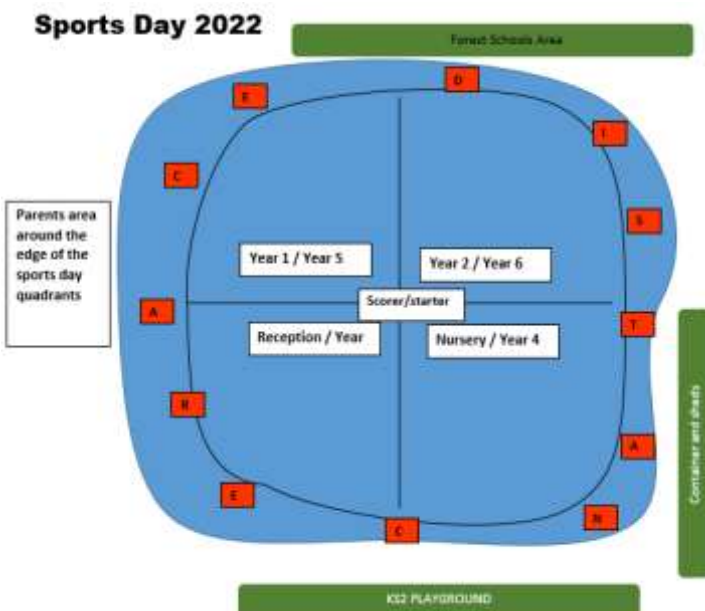 Sports Day 2022
Forest Schools Area
E
D
I
C
S
Parents area
around the
edge of the
sports day
quadrants
Year 1 / Year 5
Year 2 / Year 6
Scorer/starter
A
T
Reception / Year
Nursery / Year 4
R
A
Container and sheds
E
N
C
KS2 PLAYGROUND